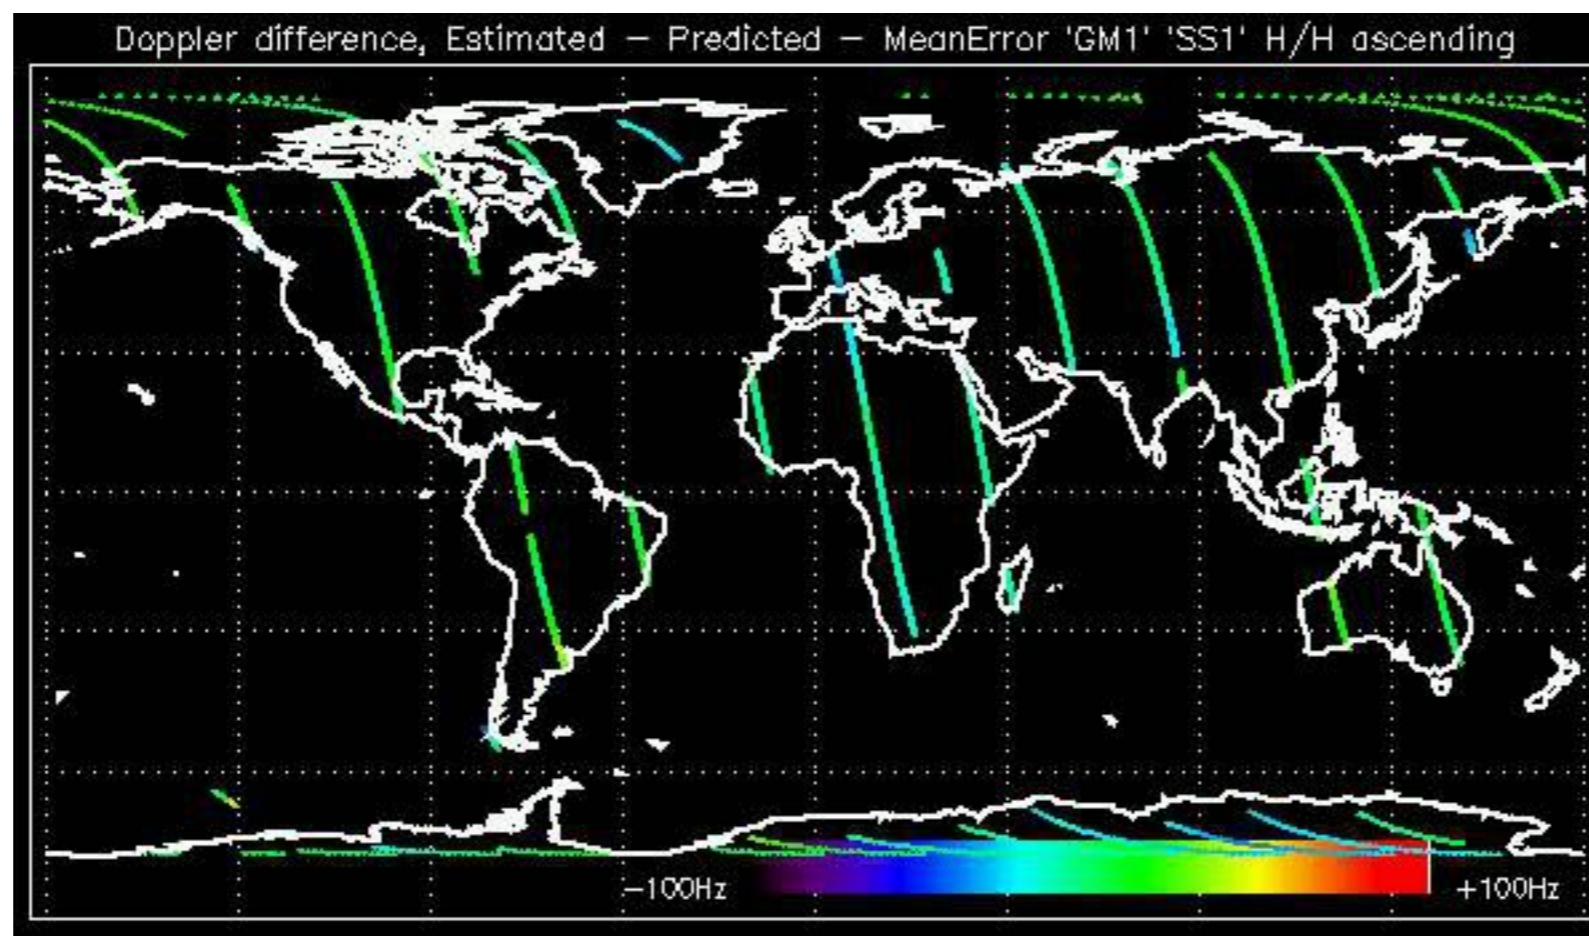 Doppler difference, Estimated – Predicted – MeanError 'GM1' 'SS1' H/H ascending
–100Hz +100Hz